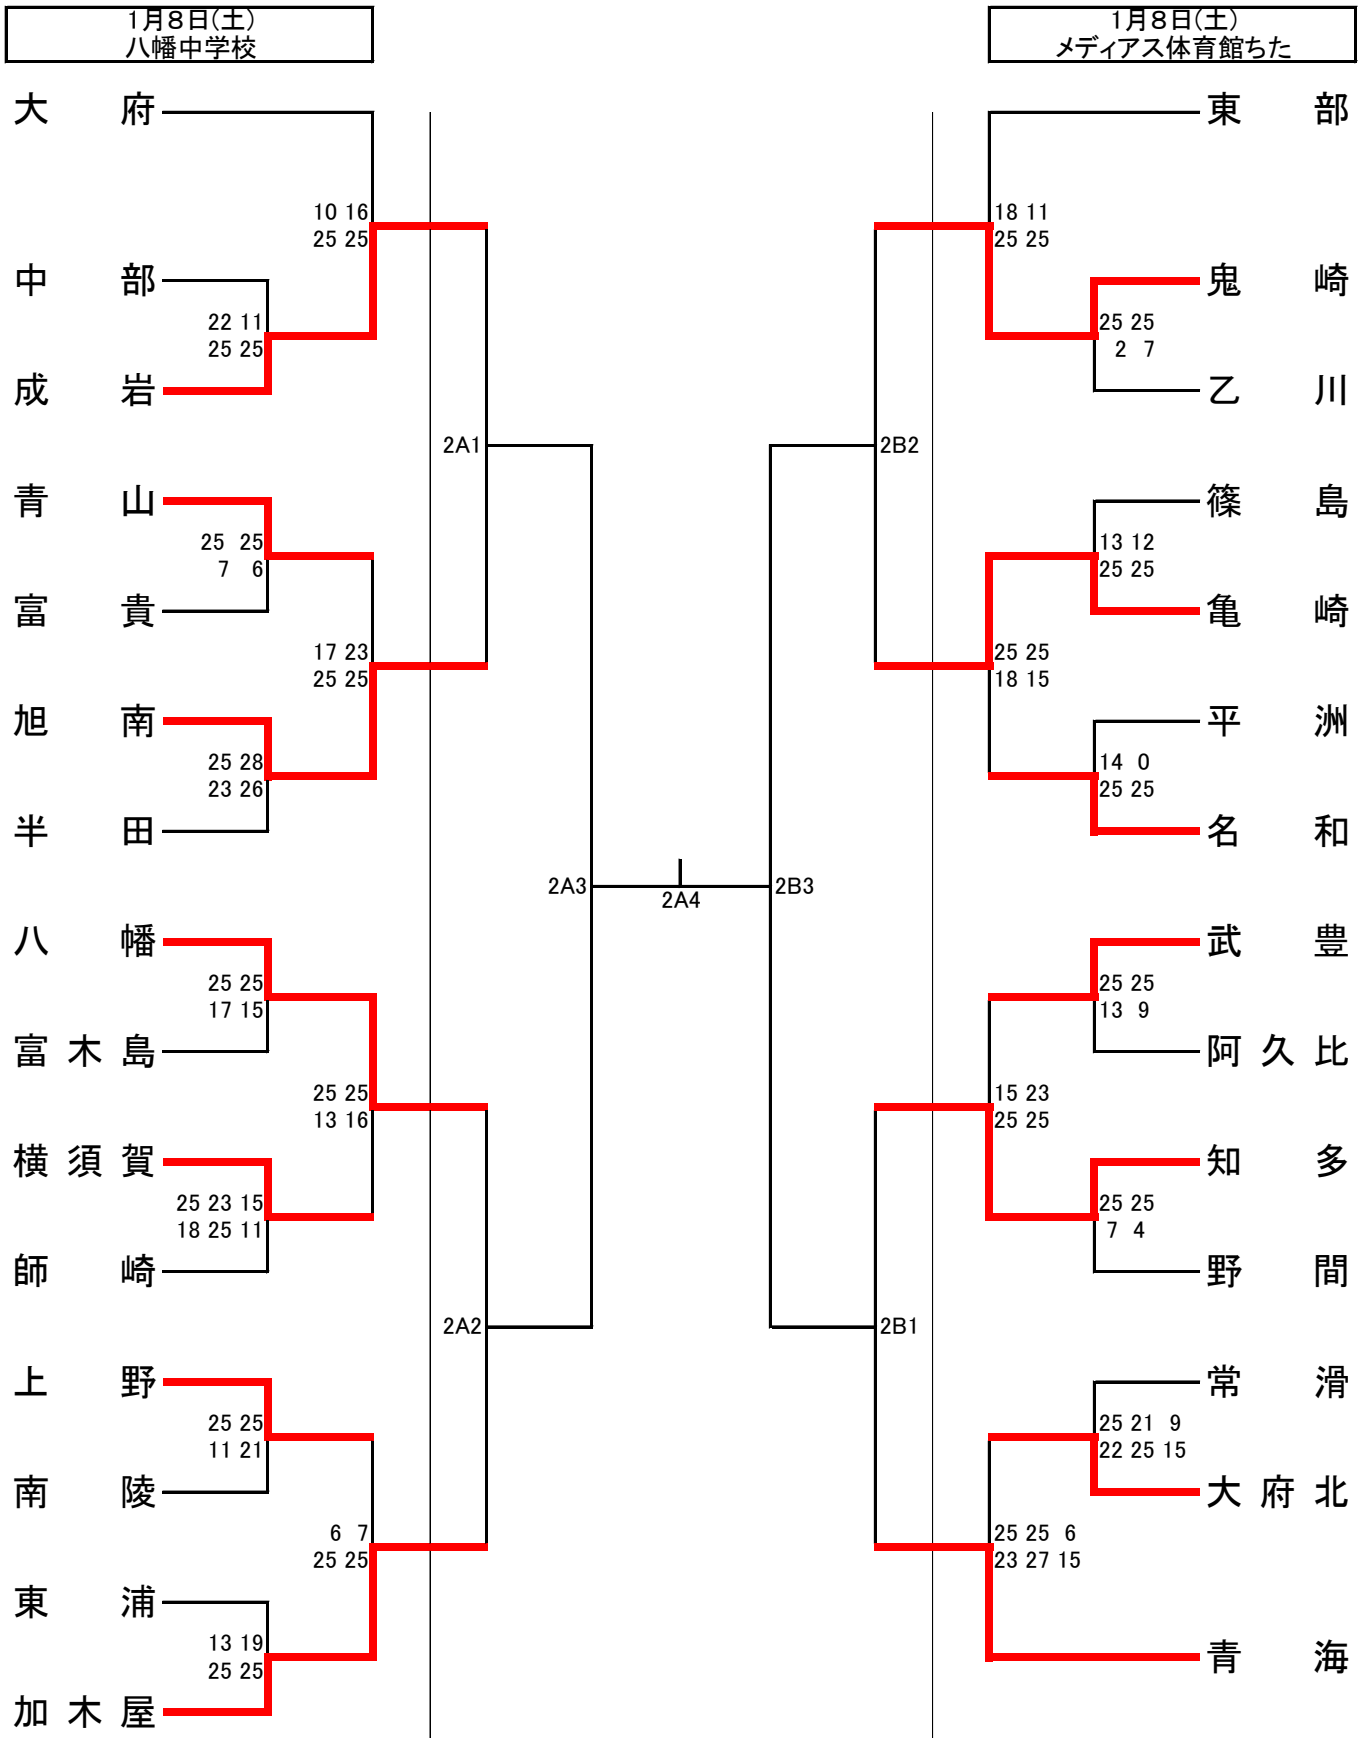 1月8日(土)
八幡中学校
1月8日(土)
メディアス体育館ちた
大府
10 16
25 25
中部
22 11
25 25
成岩
2A1
青山
25 25
7 6
富貴
17 23
25 25
旭南
25 28
23 26
半田
2A3
八幡
25 25
17 15
富木島
25 25
13 16
横須賀
25 23 15
18 25 11
師崎
2A2
上野
25 25
11 21
南陵
6 7
25 25
東浦
13 19
25 25
加木屋
2A4
東部
18 11
25 25
鬼崎
25 25
2 7
乙川
2B2
篠島
13 12
25 25
亀崎
25 25
18 15
平洲
14 0
25 25
名和
2B3
武豊
25 25
13 9
阿久比
15 23
25 25
知多
25 25
7 4
野間
2B1
常滑
25 21 9
22 25 15
大府北
25 25 6
23 27 15
青海